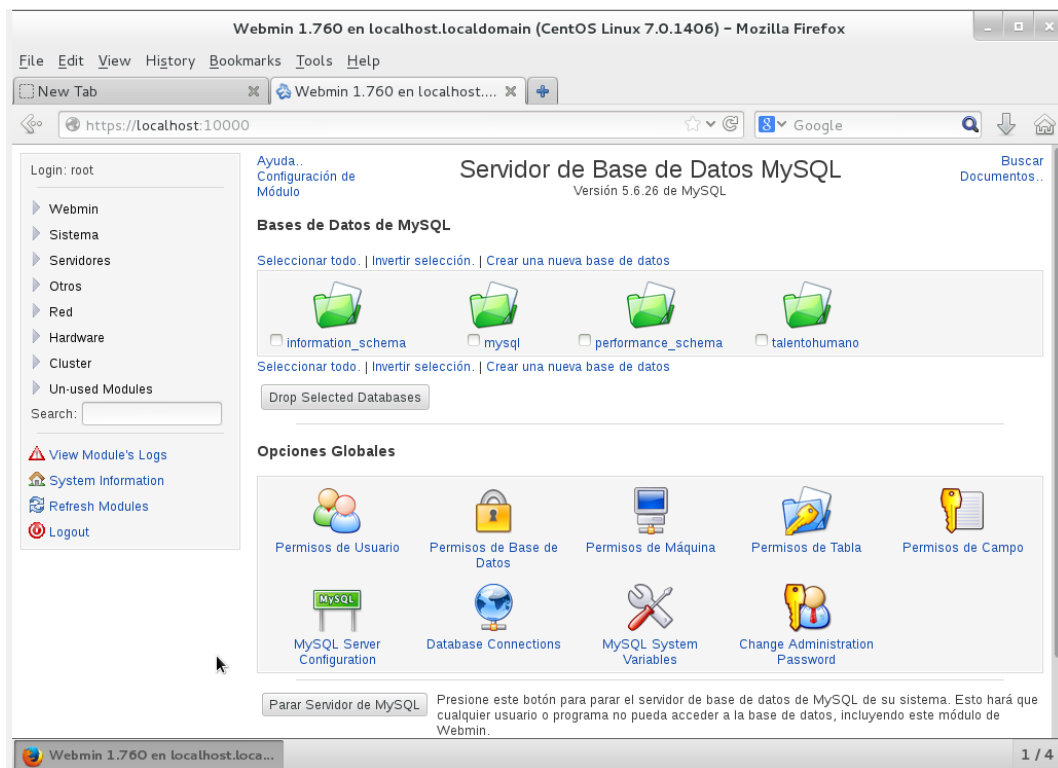 Webmin 1.760 en localhost.localdomain (CentOS Linux 7.0.1406) – Mozilla Firefox
File Edit View History Bookmarks Tools Help
New Tab
Webmin 1.760 en localhost....
https://localhost:10000
Google
Login: root
Webmin
Sistema
Servidores
Otros
Red
Hardware
Cluster
Un-used Modules
Search:
View Module's Logs
System Information
Refresh Modules
Logout
Ayuda..
Configuración de
Módulo
Servidor de Base de Datos MySQL
Versión 5.6.26 de MySQL
Buscar
Documentos..
Bases de Datos de MySQL
Seleccionar todo. | Invertir selección. | Crear una nueva base de datos
information_schema
mysql
performance_schema
talentohumano
Seleccionar todo. | Invertir selección. | Crear una nueva base de datos
Drop Selected Databases
Opciones Globales
Permisos de Usuario
Permisos de Base de
Datos
Permisos de Máquina
Permisos de Tabla
Permisos de Campo
MySQL
MySQL Server
Configuration
Database Connections
MySQL System
Variables
Change Administration
Password
Parar Servidor de MySQL
Presione este botón para parar el servidor de base de datos de MySQL de su sistema. Esto hará que
cualquier usuario o programa no pueda acceder a la base de datos, incluyendo este módulo de
Webmin.
Webmin 1.760 en localhost.loca...
1 / 4